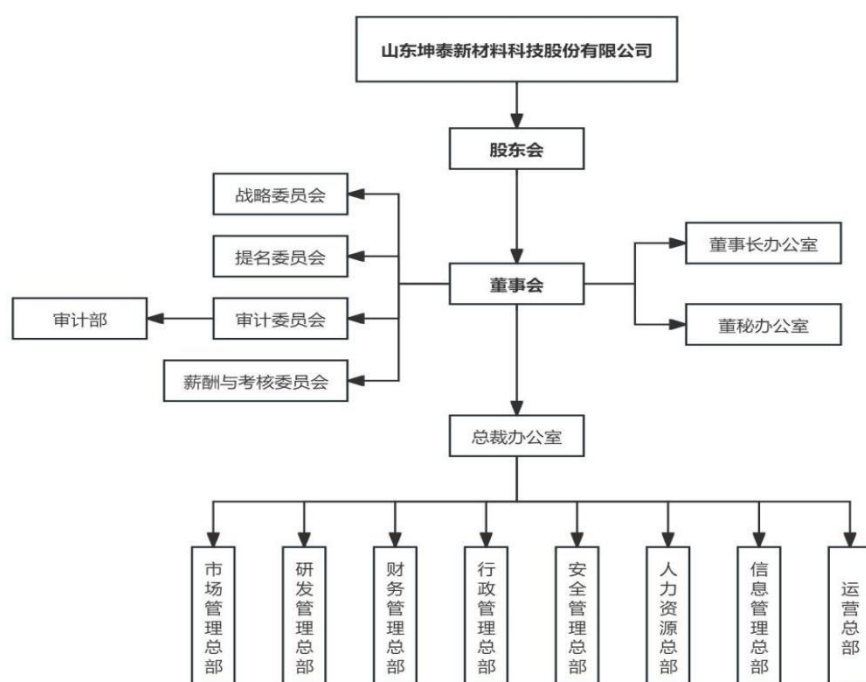 山东坤泰新材料科技股份有限公司
股东会
战略委员会
提名委员会
董事长办公室
董事会
审计部
审计委员会
董秘办公室
薪酬与考核委员会
总裁办公室
市场管理总部
研发管理总部
财务管理总部
行政管理总部
安全管理总部
人力资源总部
信息管理总部
运营总部